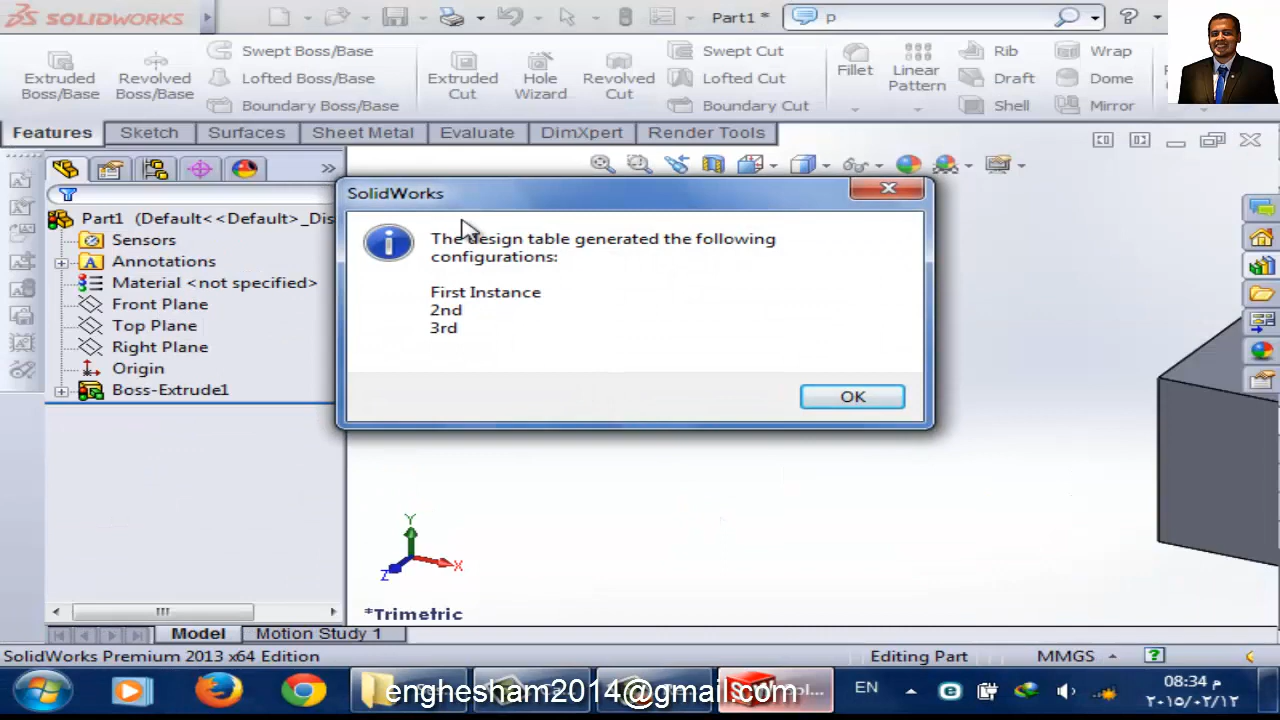 SOLIDWORKS
Part1 *
p
Extruded Boss/Base
Revolved Boss/Base
Swept Boss/Base
Lofted Boss/Base
Boundary Boss/Base
Extruded Cut
Hole Wizard
Revolved Cut
Swept Cut
Lofted Cut
Boundary Cut
Fillet
Linear Pattern
Rib
Draft
Shell
Wrap
Dome
Mirror
Features
Sketch
Surfaces
Sheet Metal
Evaluate
DimXpert
Render Tools
Part1 (Default<<Default>_Dis
Sensors
Annotations
Material <not specified>
Front Plane
Top Plane
Right Plane
Origin
Boss-Extrude1
SolidWorks
The design table generated the following
configurations:
First Instance
2nd
3rd
OK
Y
X
Z
*Trimetric
Model
Motion Study 1
SolidWorks Premium 2013 x64 Edition
Editing Part
MMGS
enghesham2014@gmail.com
EN
08:34 م
٢٠١٥/٠٢/١٢